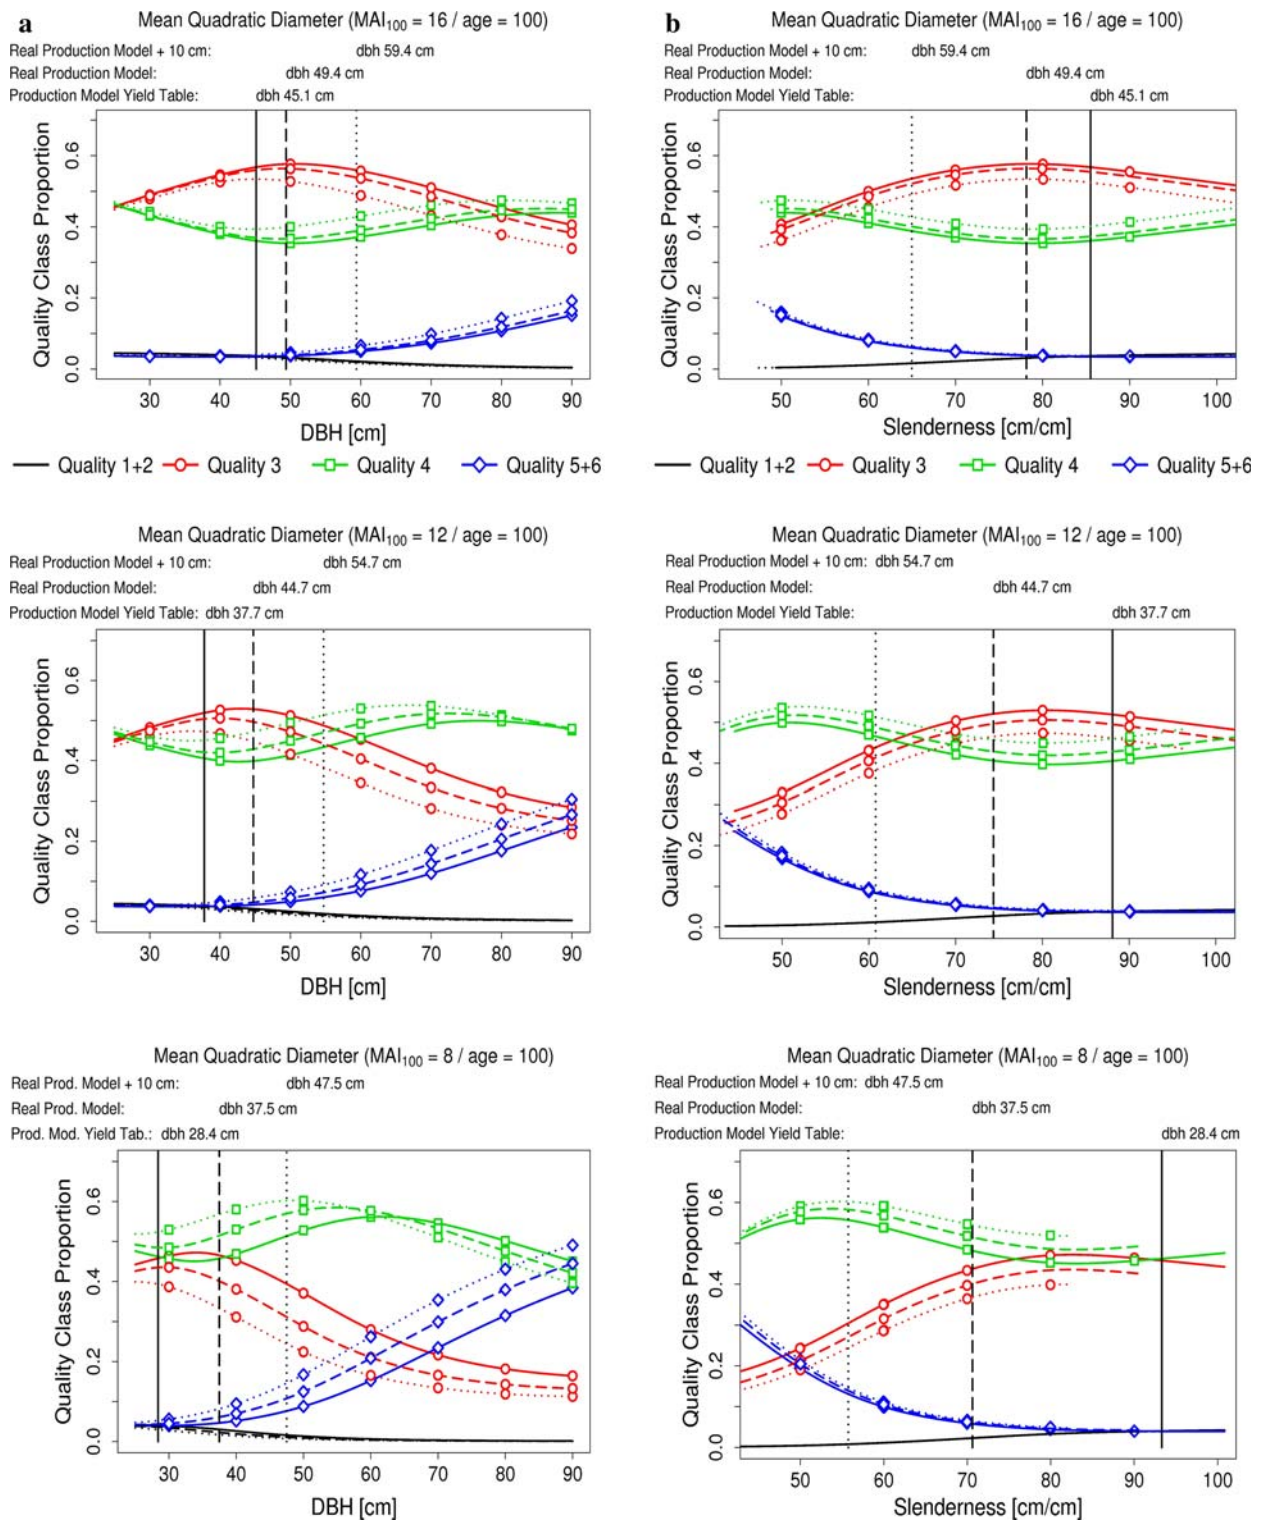 a Mean Quadratic Diameter (MAI100 = 16 / age = 100)
Real Production Model + 10 cm: dbh 59.4 cm
Real Production Model: dbh 49.4 cm
Production Model Yield Table: dbh 45.1 cm
Quality Class Proportion
0.6
0.4
0.2
0.0
30 40 50 60 70 80 90
DBH [cm]
b Mean Quadratic Diameter (MAI100 = 16 / age = 100)
Real Production Model + 10 cm: dbh 59.4 cm
Real Production Model: dbh 49.4 cm
Production Model Yield Table: dbh 45.1 cm
Quality Class Proportion
0.6
0.4
0.2
0.0
50 60 70 80 90 100
Slenderness [cm/cm]
Quality 1+2 Quality 3 Quality 4 Quality 5+6
Quality 1+2 Quality 3 Quality 4 Quality 5+6
Mean Quadratic Diameter (MAI100 = 12 / age = 100)
Real Production Model + 10 cm: dbh 54.7 cm
Real Production Model: dbh 44.7 cm
Production Model Yield Table: dbh 37.7 cm
Quality Class Proportion
0.6
0.4
0.2
0.0
30 40 50 60 70 80 90
DBH [cm]
Mean Quadratic Diameter (MAI100 = 12 / age = 100)
Real Production Model + 10 cm: dbh 54.7 cm
Real Production Model: dbh 44.7 cm
Production Model Yield Table: dbh 37.7 cm
Quality Class Proportion
0.6
0.4
0.2
0.0
50 60 70 80 90 100
Slenderness [cm/cm]
Mean Quadratic Diameter (MAI100 = 8 / age = 100)
Real Prod. Model + 10 cm: dbh 47.5 cm
Real Prod. Model: dbh 37.5 cm
Prod. Mod. Yield Tab.: dbh 28.4 cm
Quality Class Proportion
0.6
0.4
0.2
0.0
30 40 50 60 70 80 90
DBH [cm]
Mean Quadratic Diameter (MAI100 = 8 / age = 100)
Real Production Model + 10 cm: dbh 47.5 cm
Real Production Model: dbh 37.5 cm
Production Model Yield Table: dbh 28.4 cm
Quality Class Proportion
0.6
0.4
0.2
0.0
50 60 70 80 90 100
Slenderness [cm/cm]